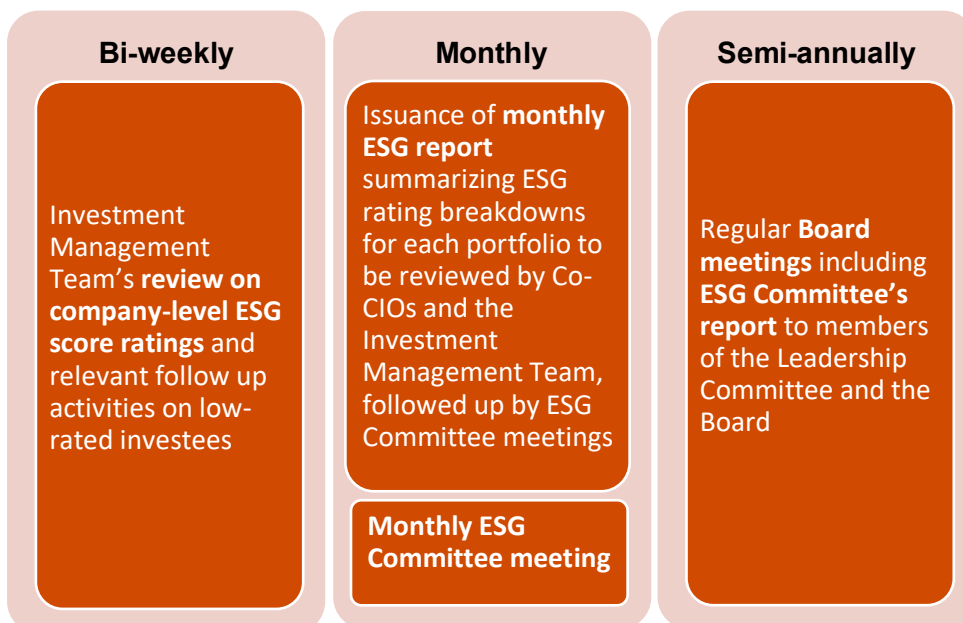 Bi-weekly
Investment
Management
Team’s review on
company-level ESG
score ratings and
relevant follow up
activities on low-
rated investees
Monthly
Issuance of monthly
ESG report
summarizing ESG
rating breakdowns
for each portfolio to
be reviewed by Co-
CIOs and the
Investment
Management Team,
followed up by ESG
Committee meetings
Monthly ESG
Committee meeting
Semi-annually
Regular Board
meetings including
ESG Committee’s
report to members
of the Leadership
Committee and the
Board